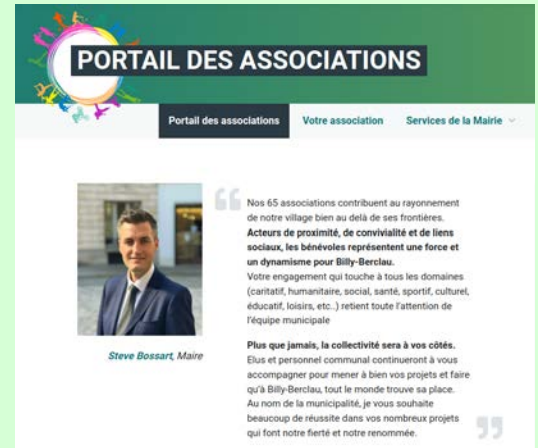 PORTAIL DES ASSOCIATIONS
Portail des associations
Votre association
Services de la Mairie
Nos 65 associations contribuent au rayonnement
de notre village bien au delà de ses frontières.
Acteurs de proximité, de convivialité et de liens
sociaux, les bénévoles représentent une force et
un dynamisme pour Billy-Berclau.
Votre engagement qui touche à tous les domaines
(caritatif, humanitaire, social, santé, sportif, culturel,
éducatif, loisirs, etc..) retient toute l'attention de
l'équipe municipale
Plus que jamais, la collectivité sera à vos côtés.
Elus et personnel communal continueront à vous
accompagner pour mener à bien vos projets et faire
qu'à Billy-Berclau, tout le monde trouve sa place.
Au nom de la municipalité, je vous souhaite
beaucoup de réussite dans vos nombreux projets
qui font notre fierté et notre renommée.
Steve Bossart, Maire